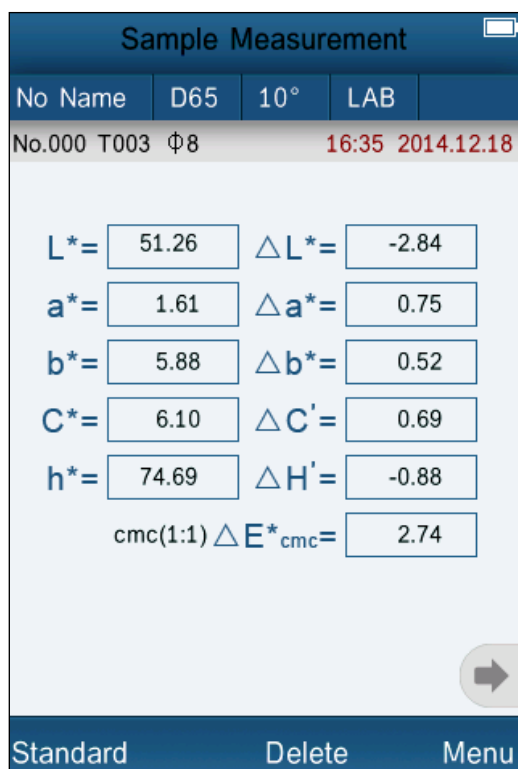 Sample Measurement
No Name D65 10° LAB
No.000 T003 Φ8 16:35 2014.12.18
L*= 51.26 △L*= -2.84
a*= 1.61 △a*= 0.75
b*= 5.88 △b*= 0.52
C*= 6.10 △C'= 0.69
h*= 74.69 △H'= -0.88
cmc(1:1) △E*cmc= 2.74
Standard Delete Menu